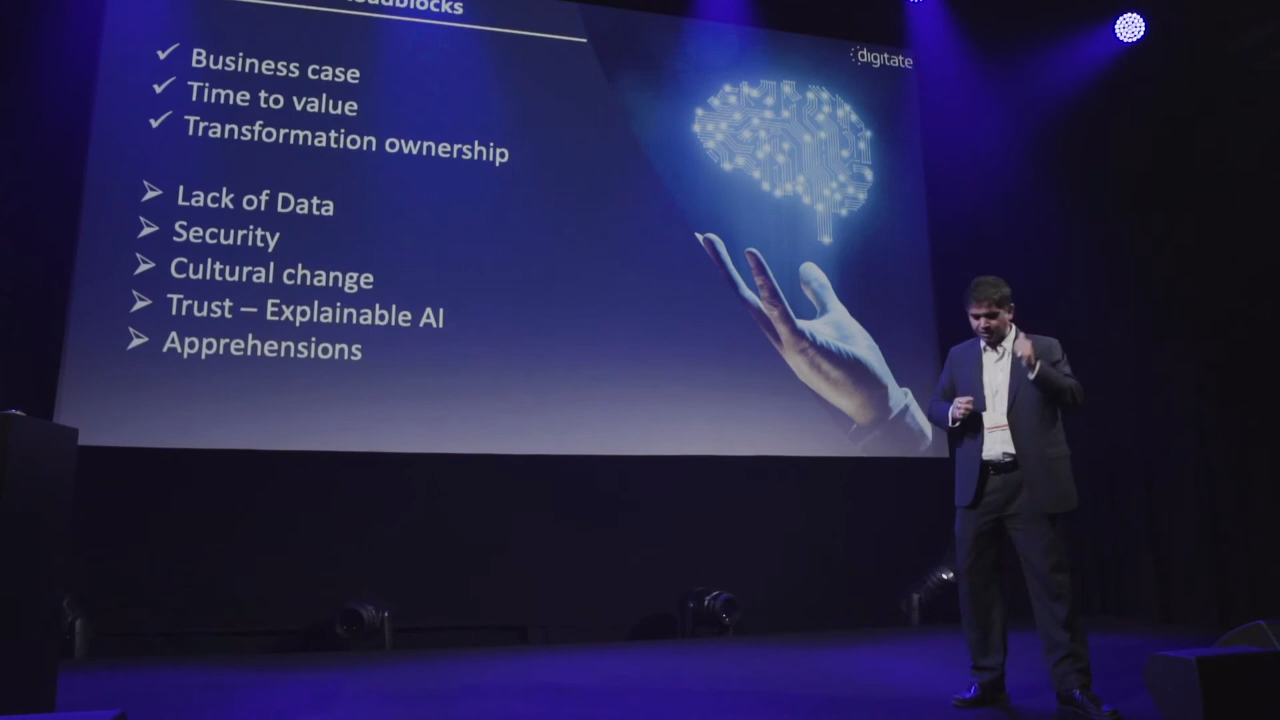 digitate
Business case
Time to value
Transformation ownership
Lack of Data
Security
Cultural change
Trust – Explainable AI
Apprehensions